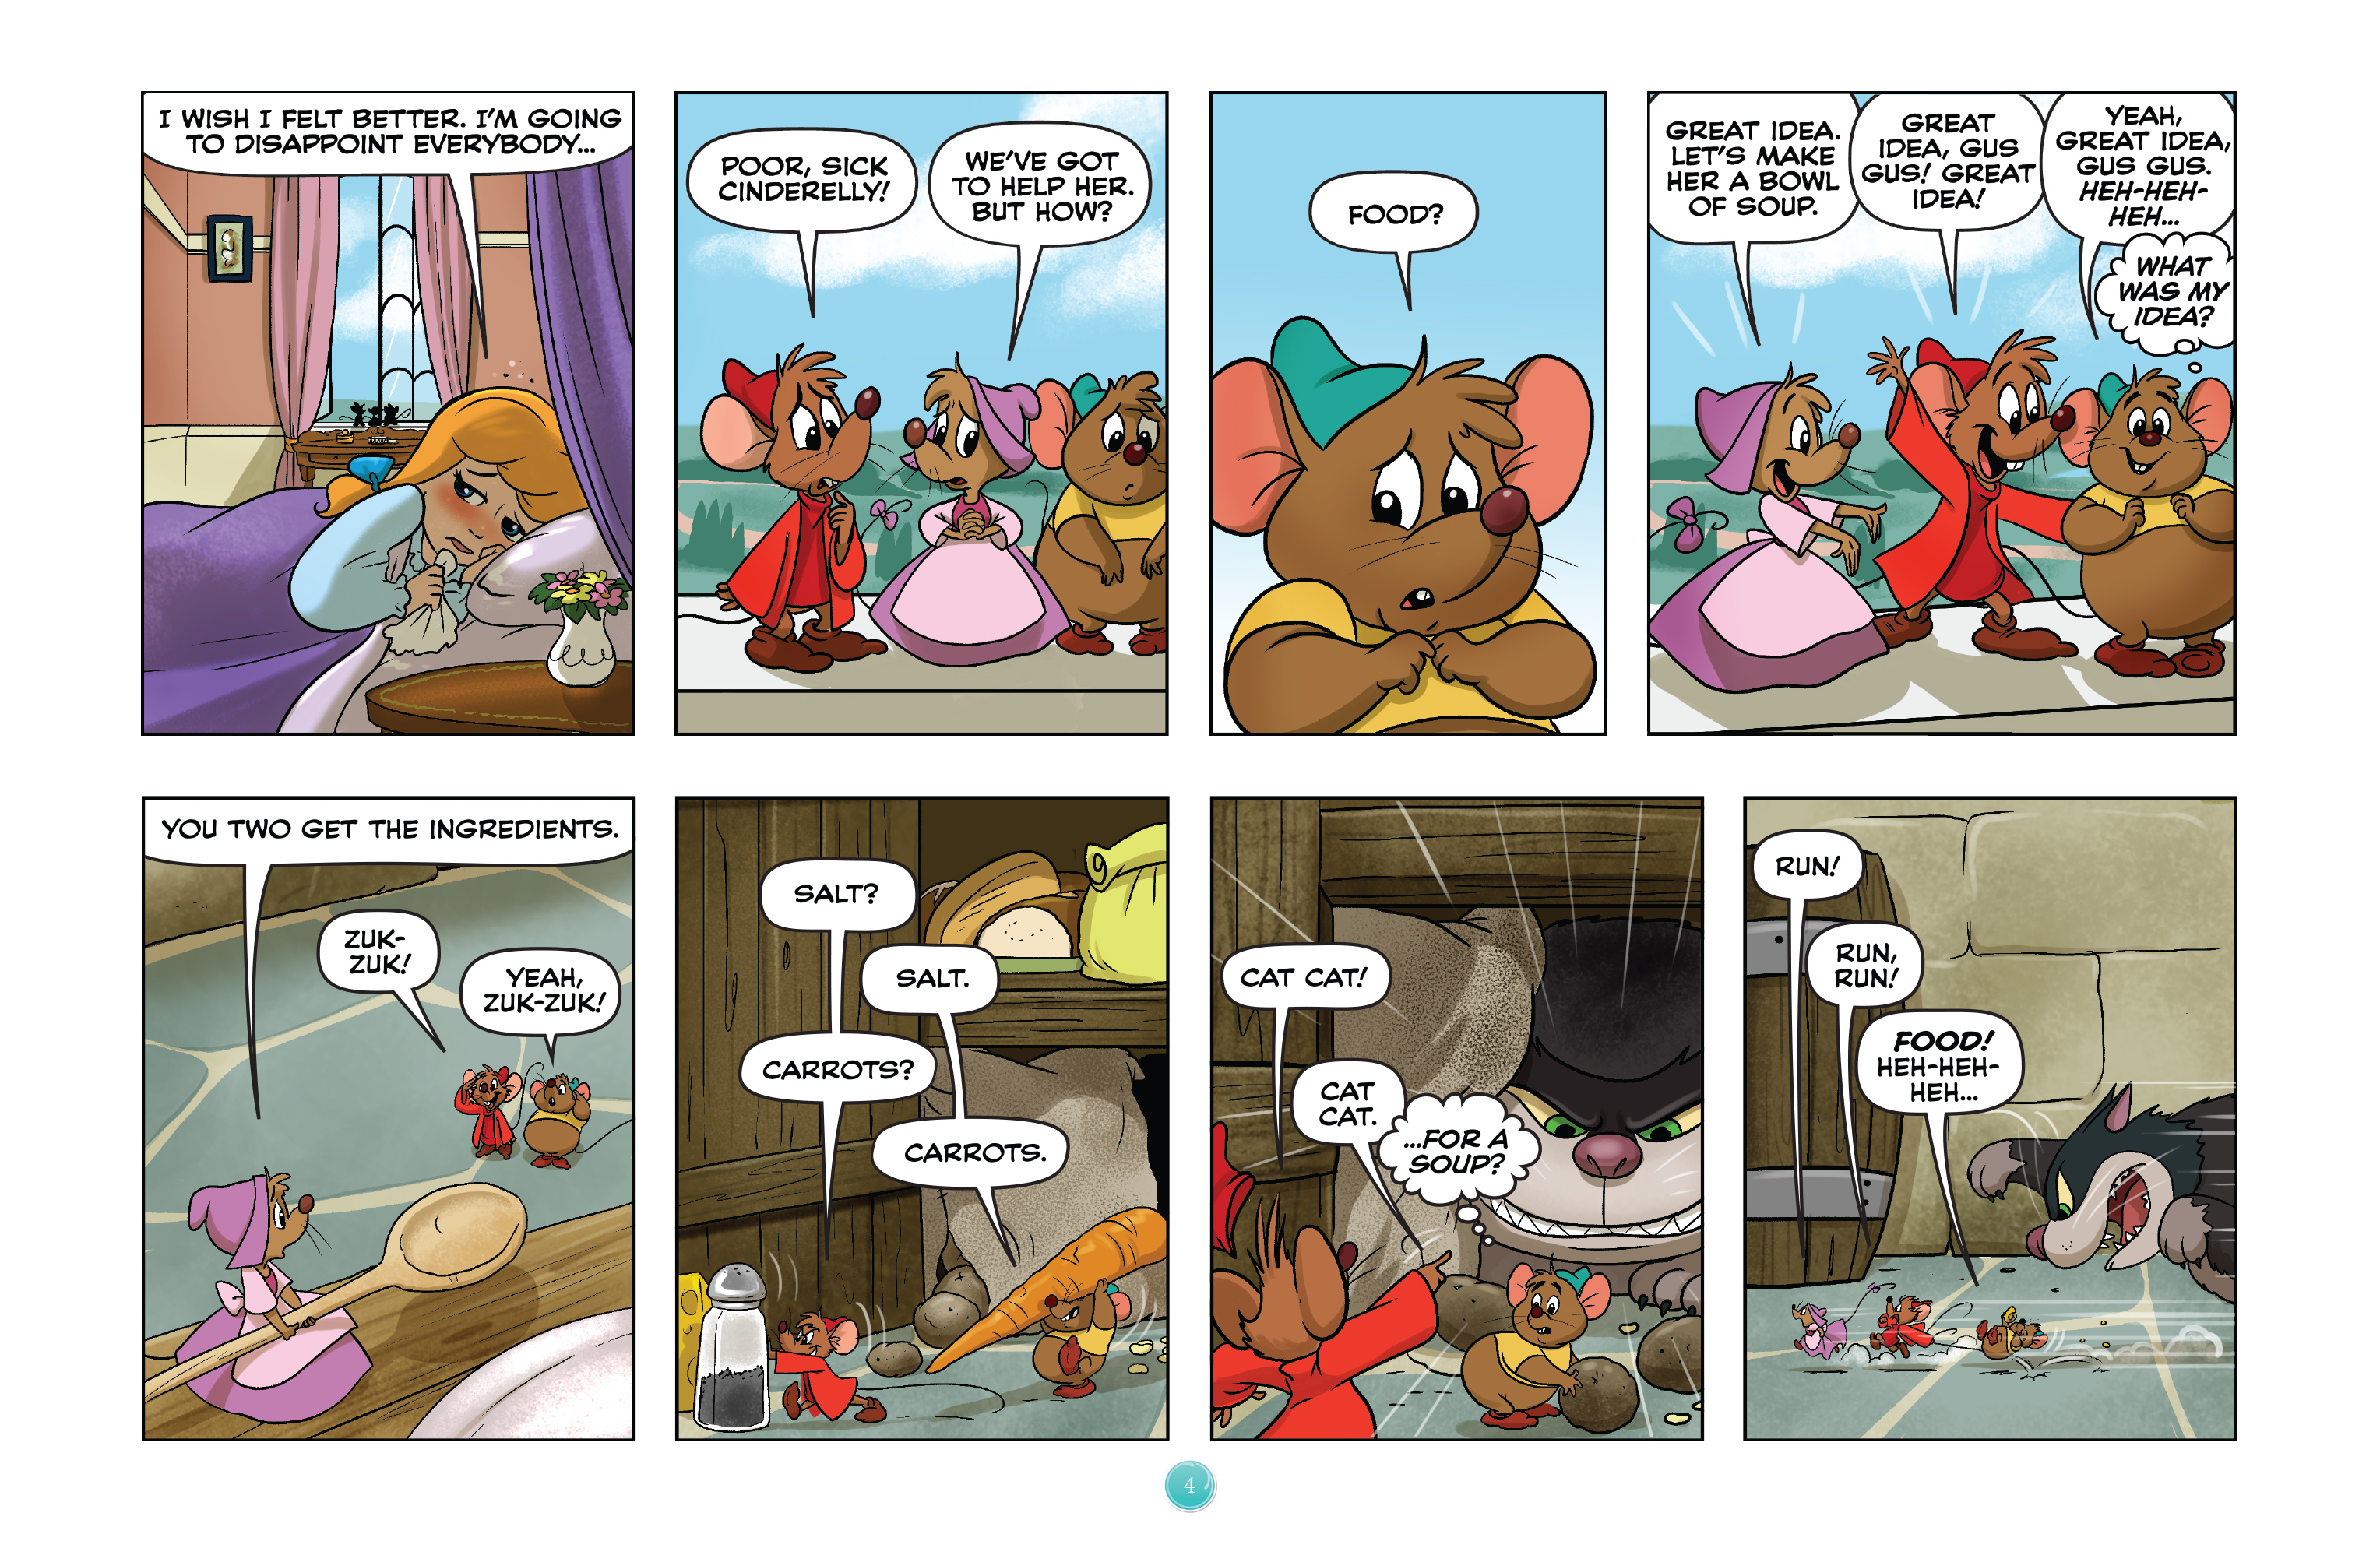 I WISH I FELT BETTER. I'M GOING
TO DISAPPOINT EVERYBODY...
POOR, SICK
CINDERELLY!
WE'VE GOT
TO HELP HER.
BUT HOW?
FOOD?
GREAT IDEA.
LET'S MAKE
HER A BOWL
OF SOUP.
GREAT
IDEA, GUS
GUS! GREAT
IDEA!
YEAH,
GREAT IDEA,
GUS GUS.
HEH-HEH-
HEH...
WHAT
WAS MY
IDEA?
YOU TWO GET THE INGREDIENTS.
ZUK-
ZUK!
YEAH,
ZUK-ZUK!
SALT?
SALT.
CARROTS?
CARROTS.
CAT CAT!
CAT
CAT.
...FOR A
SOUP?
RUN!
RUN,
RUN!
FOOD!
HEH-HEH-
HEH...
4